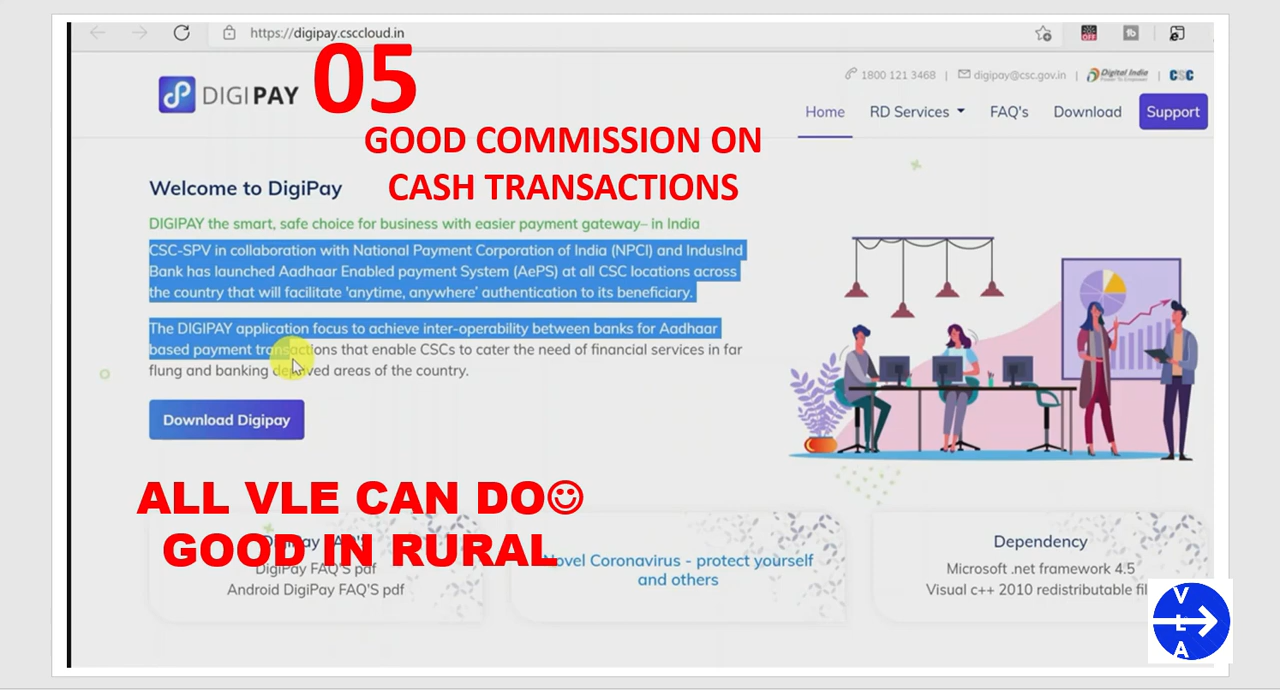 https://digipay.csccloud.in
OFF
05
1800 121 3468 | digipay@csc.gov.in | Digital India | CSC
DIGIPAY
Home RD Services FAQ's Download Support
GOOD COMMISSION ON
CASH TRANSACTIONS
Welcome to DigiPay
DIGIPAY the smart, safe choice for business with easier payment gateway– in India
CSC-SPV in collaboration with National Payment Corporation of India (NPCI) and IndusInd
Bank has launched Aadhaar Enabled payment System (AePS) at all CSC locations across
the country that will facilitate 'anytime, anywhere' authentication to its beneficiary.
The DIGIPAY application focus to achieve inter-operability between banks for Aadhaar
based payment transactions that enable CSCs to cater the need of financial services in far
flung and banking deprived areas of the country.
Download Digipay
ALL VLE CAN DO☺
GOOD IN RURAL
DigiPay FAQ'S pdf
Android DigiPay FAQ'S pdf
Novel Coronavirus - protect yourself
and others
Dependency
Microsoft .net framework 4.5
Visual c++ 2010 redistributable
V
L
A